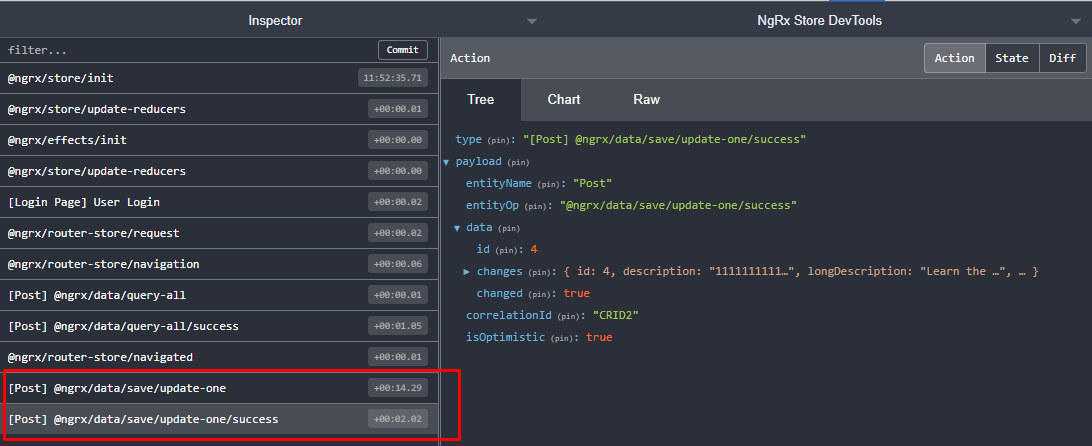 Inspector
NgRx Store DevTools
filter...
Commit
@ngrx/store/init
11:52:35.71
@ngrx/store/update-reducers
+00:00.01
@ngrx/effects/init
+00:00.00
@ngrx/store/update-reducers
+00:00.00
[Login Page] User Login
+00:00.02
@ngrx/router-store/request
+00:00.02
@ngrx/router-store/navigation
+00:00.06
[Post] @ngrx/data/query-all
+00:00.01
[Post] @ngrx/data/query-all/success
+00:01.05
@ngrx/router-store/navigated
+00:00.01
[Post] @ngrx/data/save/update-one
+00:14.29
[Post] @ngrx/data/save/update-one/success
+00:02.02
Action
Action State Diff
Tree Chart Raw
type (pin): "[Post] @ngrx/data/save/update-one/success"
▼ payload (pin)
entityName (pin): "Post"
entityOp (pin): "@ngrx/data/save/update-one/success"
▼ data (pin)
id (pin): 4
▶ changes (pin): { id: 4, description: "1111111111…", longDescription: "Learn the …", … }
changed (pin): true
correlationId (pin): "CRID2"
isOptimistic (pin): true